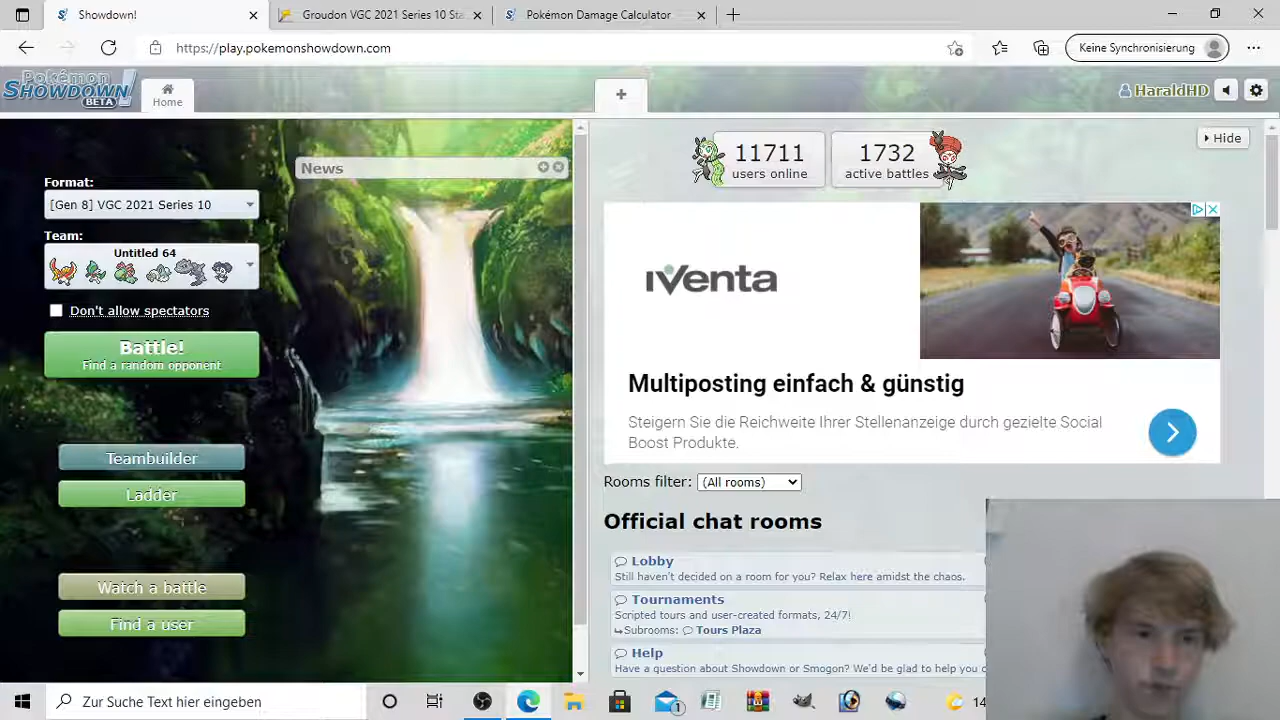 Showdown!
Groudon VGC 2021 Series 10 Sta
Pokémon Damage Calculator
https://play.pokemonshowdown.com
Keine Synchronisierung
Pokémon
SHOWDOWN!
BETA
Home
HaraldHD
Format:
[Gen 8] VGC 2021 Series 10
Team:
Untitled 64
Don't allow spectators
Battle!
Find a random opponent
Teambuilder
Ladder
Watch a battle
Find a user
News
11711
users online
1732
active battles
Hide
iVenta
Multiposting einfach & günstig
Steigern Sie die Reichweite Ihrer Stellenanzeige durch gezielte Social
Boost Produkte.
Rooms filter: (All rooms)
Official chat rooms
Lobby
Still haven't decided on a room for you? Relax here amidst the chaos.
Tournaments
Scripted tours and user-created formats, 24/7!
Subrooms: Tours Plaza
Help
Have a question about Showdown or Smogon? We'd be glad to help you
Zur Suche Text hier eingeben
1
14